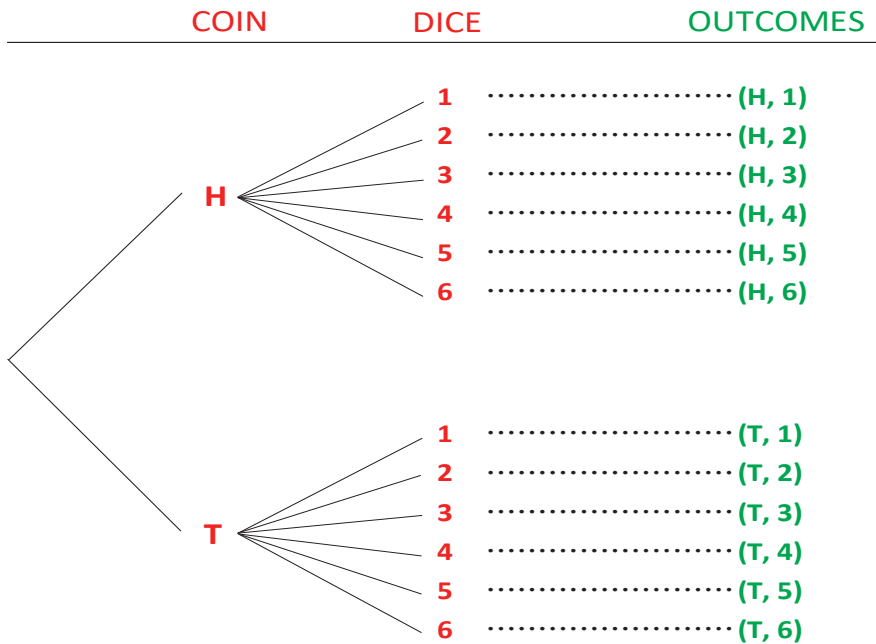 COIN DICE OUTCOMES
1 (H, 1)
2 (H, 2)
3 (H, 3)
H
4 (H, 4)
5 (H, 5)
6 (H, 6)
1 (T, 1)
2 (T, 2)
3 (T, 3)
T
4 (T, 4)
5 (T, 5)
6 (T, 6)